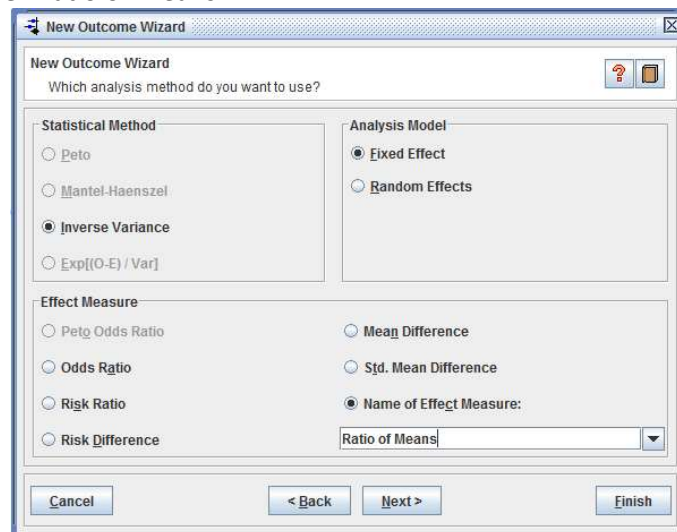 New Outcome Wizard
New Outcome Wizard
Which analysis method do you want to use?
Statistical Method
Peto
Mantel-Haenszel
Inverse Variance
Exp[(O-E) / Var]
Analysis Model
Fixed Effect
Random Effects
Effect Measure
Peto Odds Ratio
Odds Ratio
Risk Ratio
Risk Difference
Mean Difference
Std. Mean Difference
Name of Effect Measure:
Ratio of Means
Cancel
< Back
Next >
Finish